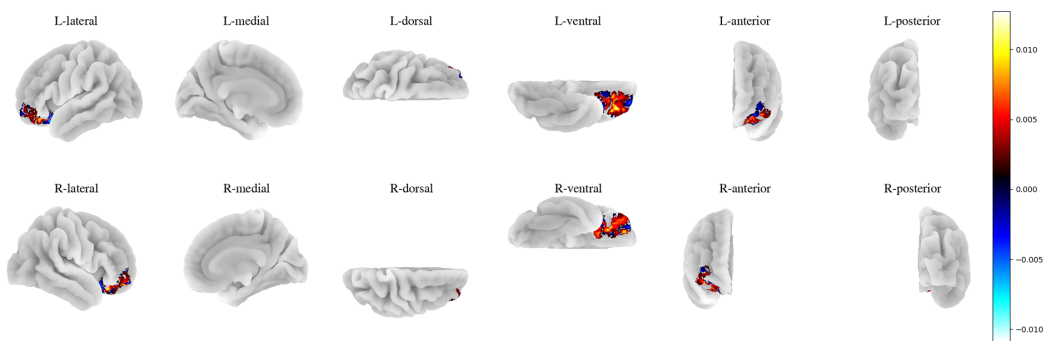 L-lateral
L-medial
L-dorsal
L-ventral
L-anterior
L-posterior
0.010
0.005
0.000
−0.005
−0.010
R-lateral
R-medial
R-dorsal
R-ventral
R-anterior
R-posterior